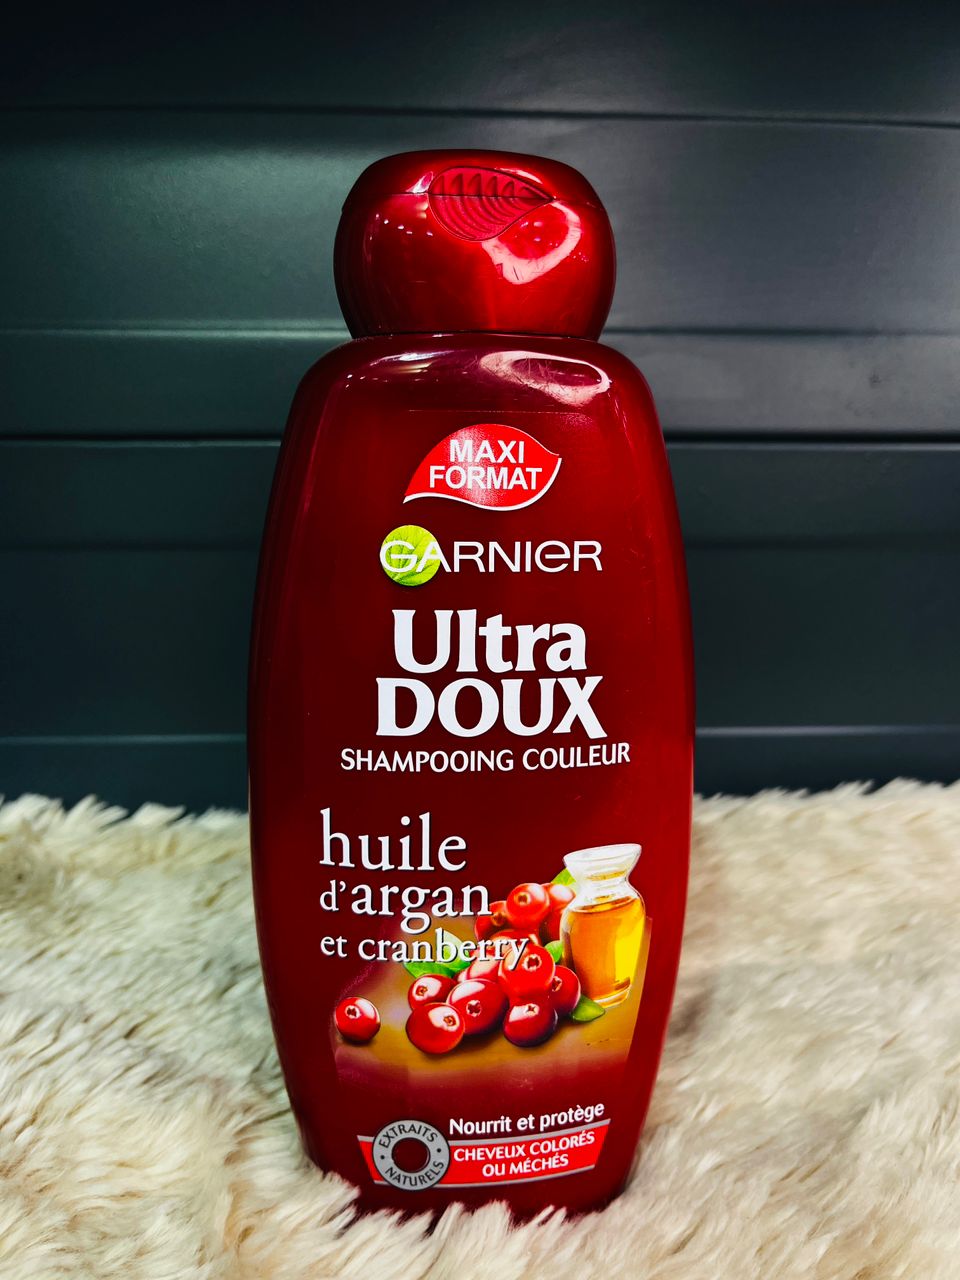 MAXI
FORMAT
GARNIER
Ultra
DOUX
SHAMPOOING COULEUR
huile
d'argan
et cranberry
Nourrit et protège
EXTRAITS
NATURELS
CHEVEUX COLORÉS
OU MÉCHÉS